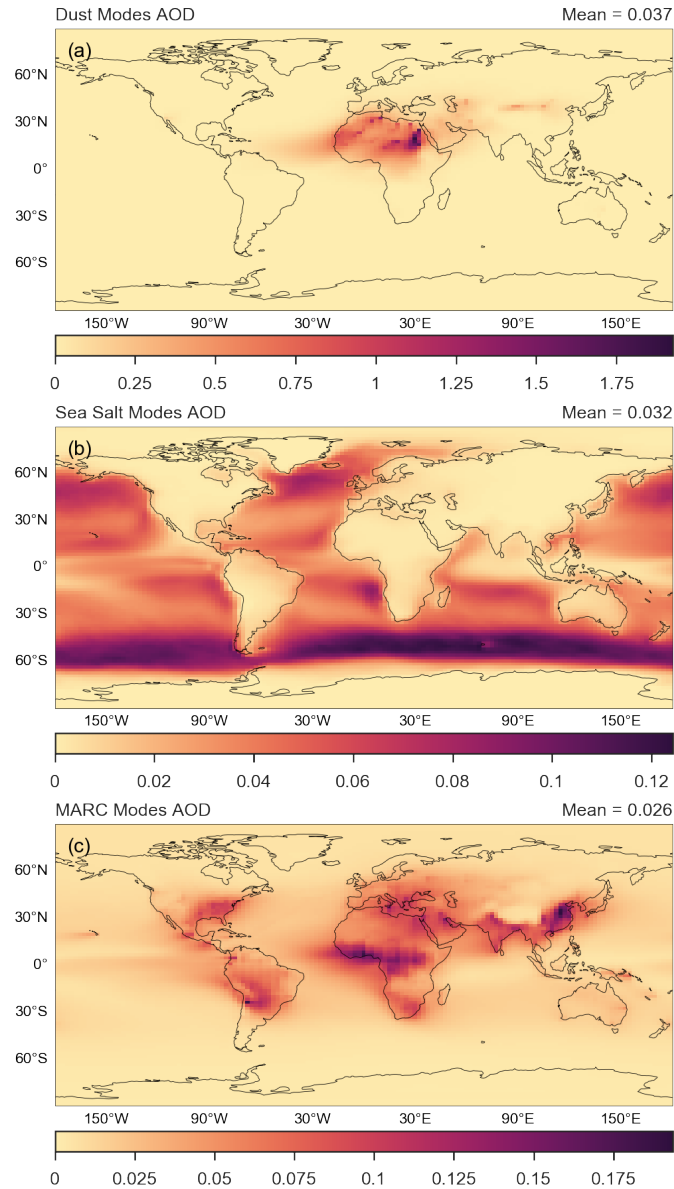 Dust Modes AOD Mean = 0.037
(a)
60°N
30°N
0°
30°S
60°S
150°W 90°W 30°W 30°E 90°E 150°E
0 0.25 0.5 0.75 1 1.25 1.5 1.75
Sea Salt Modes AOD Mean = 0.032
(b)
60°N
30°N
0°
30°S
60°S
150°W 90°W 30°W 30°E 90°E 150°E
0 0.02 0.04 0.06 0.08 0.1 0.12
MARC Modes AOD Mean = 0.026
(c)
60°N
30°N
0°
30°S
60°S
150°W 90°W 30°W 30°E 90°E 150°E
0 0.025 0.05 0.075 0.1 0.125 0.15 0.175